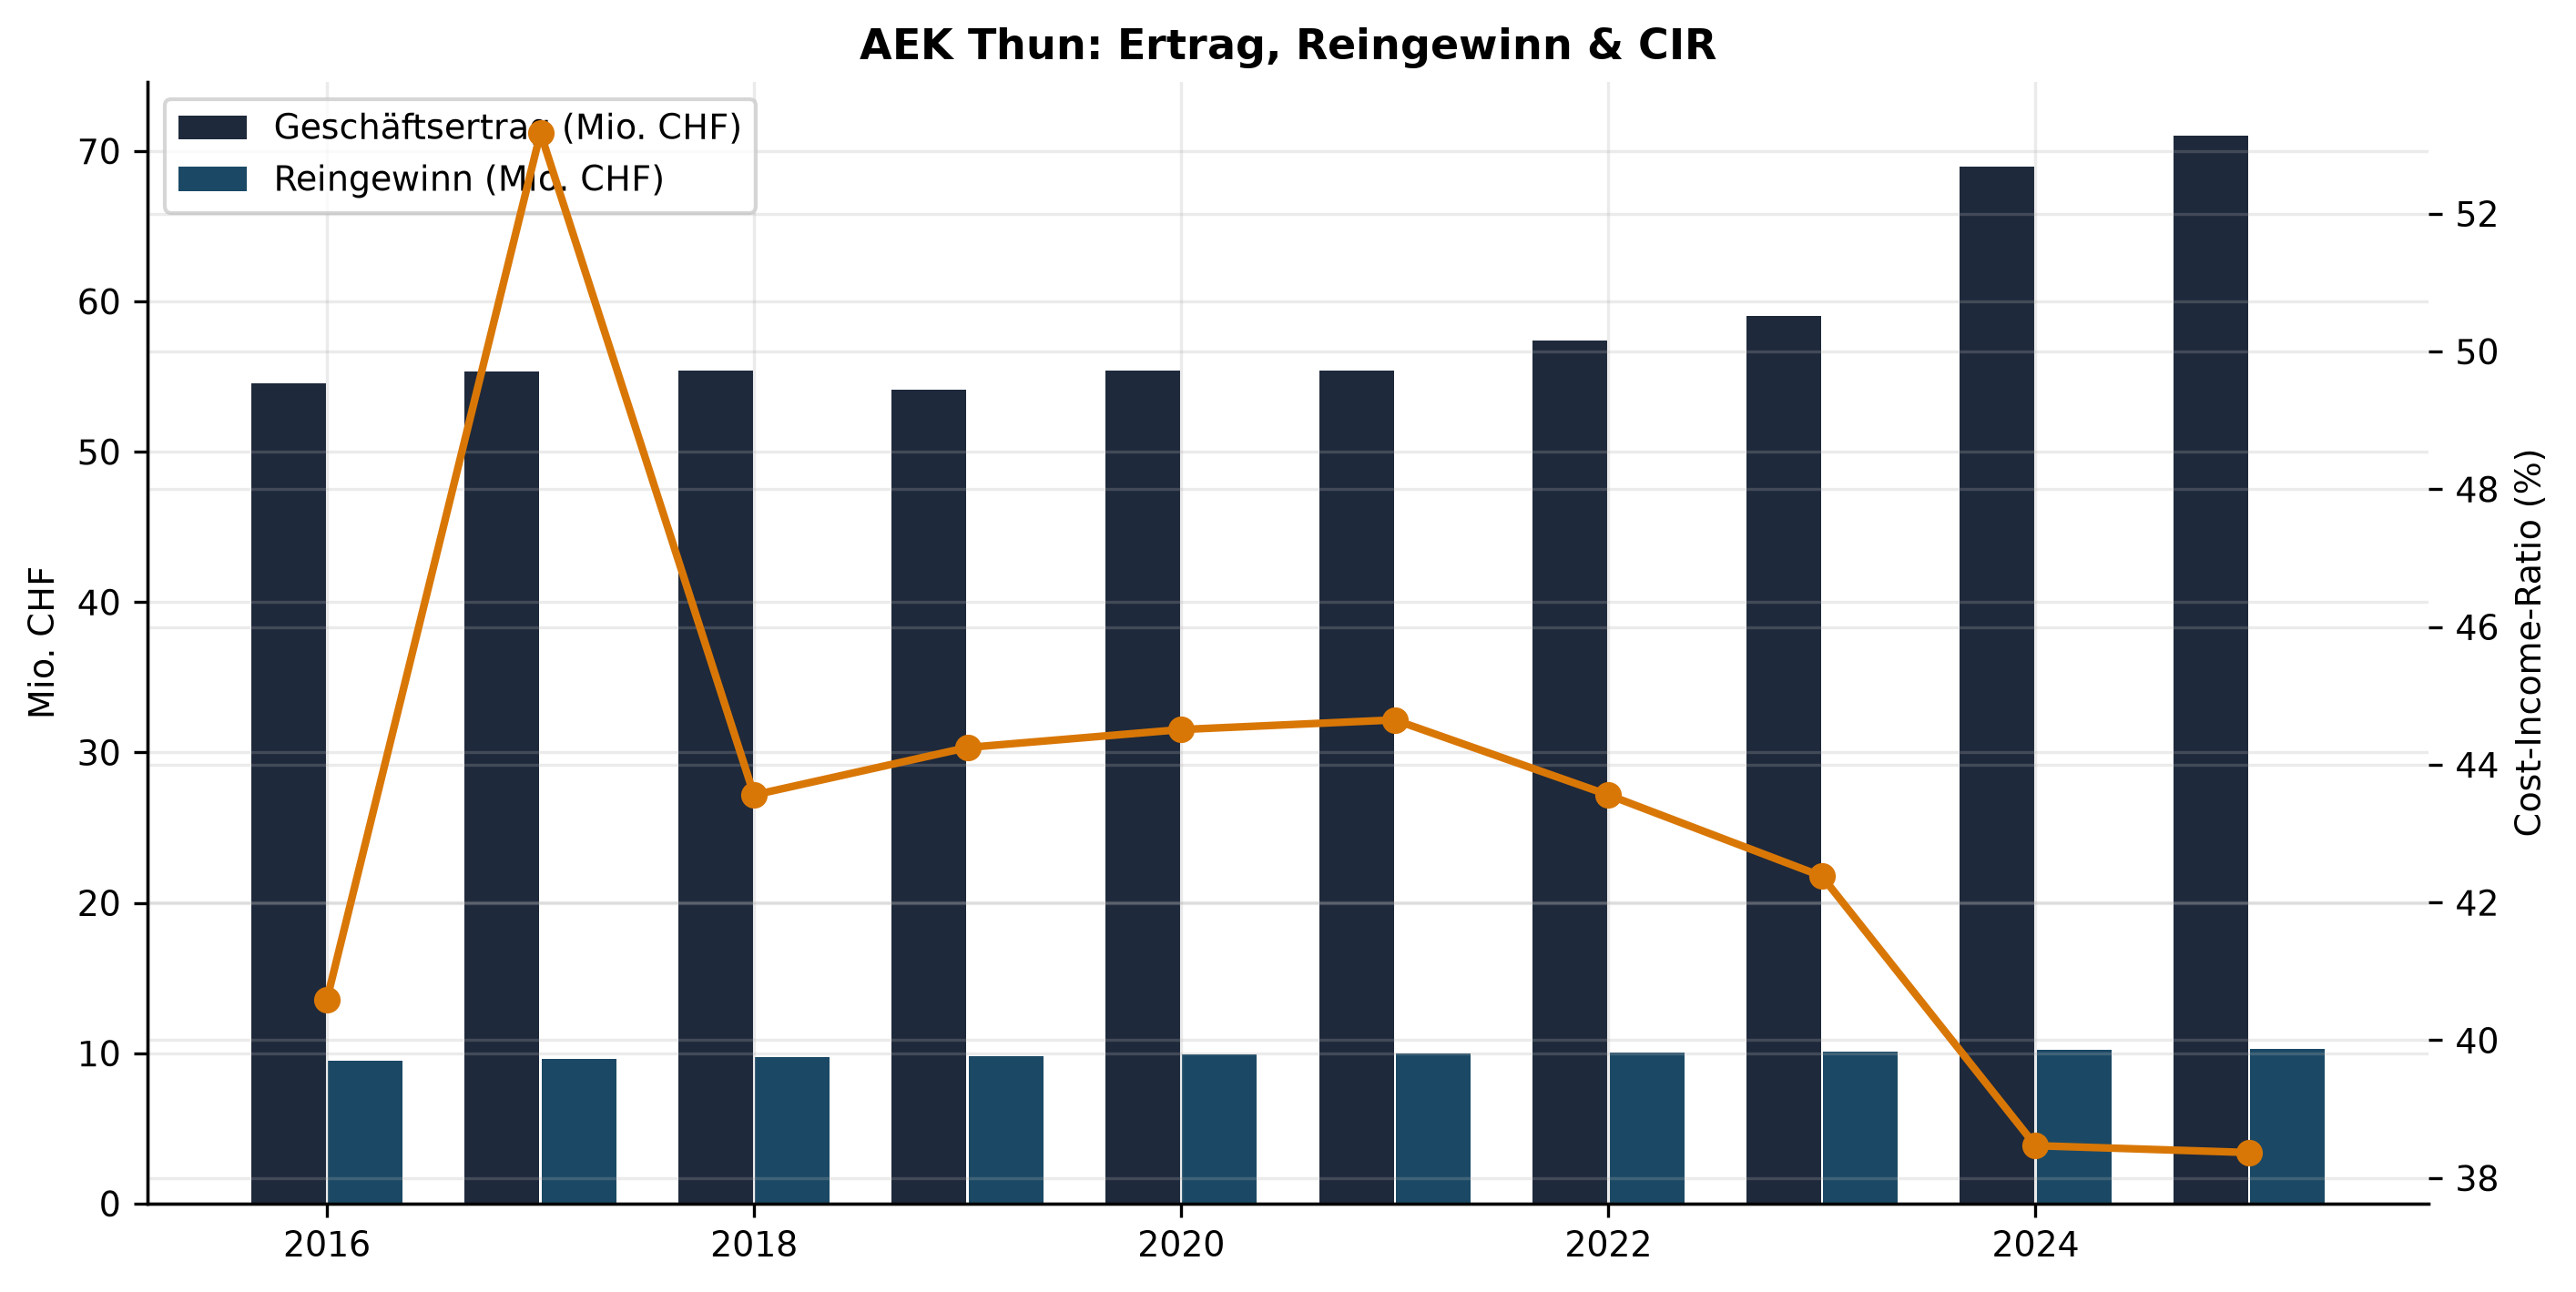 AEK Thun: Ertrag, Reingewinn & CIR
Geschäftsertrag (Mio. CHF)
Reingewinn (Mio. CHF)
Mio. CHF
70
60
50
40
30
20
10
0
52
50
48
46
44
42
40
38
Cost-Income-Ratio (%)
2016 2018 2020 2022 2024